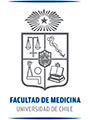 FACULTAD DE MEDICINA
UNIVERSIDAD DE CHILE